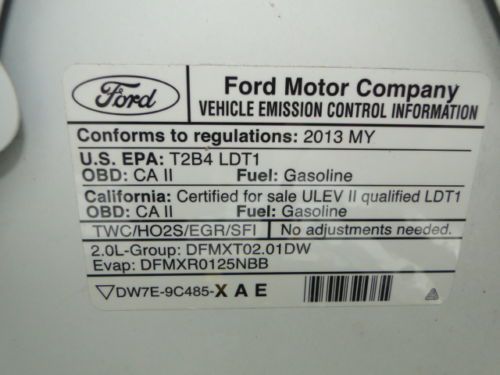 Ford
Ford Motor Company
VEHICLE EMISSION CONTROL INFORMATION
Conforms to regulations: 2013 MY
U.S. EPA: T2B4 LDT1
OBD: CA II Fuel: Gasoline
California: Certified for sale ULEV II qualified LDT1
OBD: CA II Fuel: Gasoline
TWC/HO2S/EGR/SFI No adjustments needed.
2.0L-Group: DFMXT02.01DW
Evap: DFMXR0125NBB
DW7E-9C485-X A E